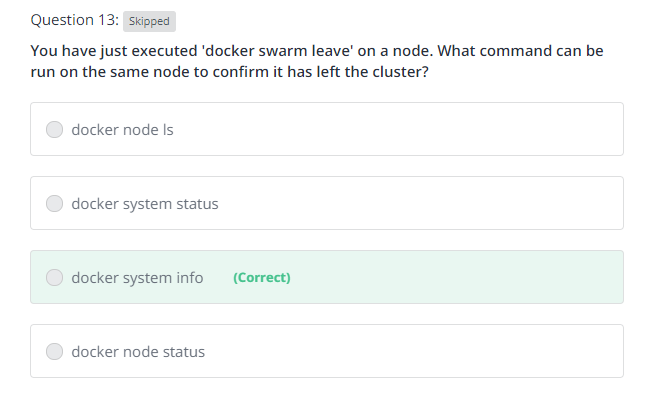 Question 13: Skipped
You have just executed 'docker swarm leave' on a node. What command can be
run on the same node to confirm it has left the cluster?
docker node ls
docker system status
docker system info (Correct)
docker node status